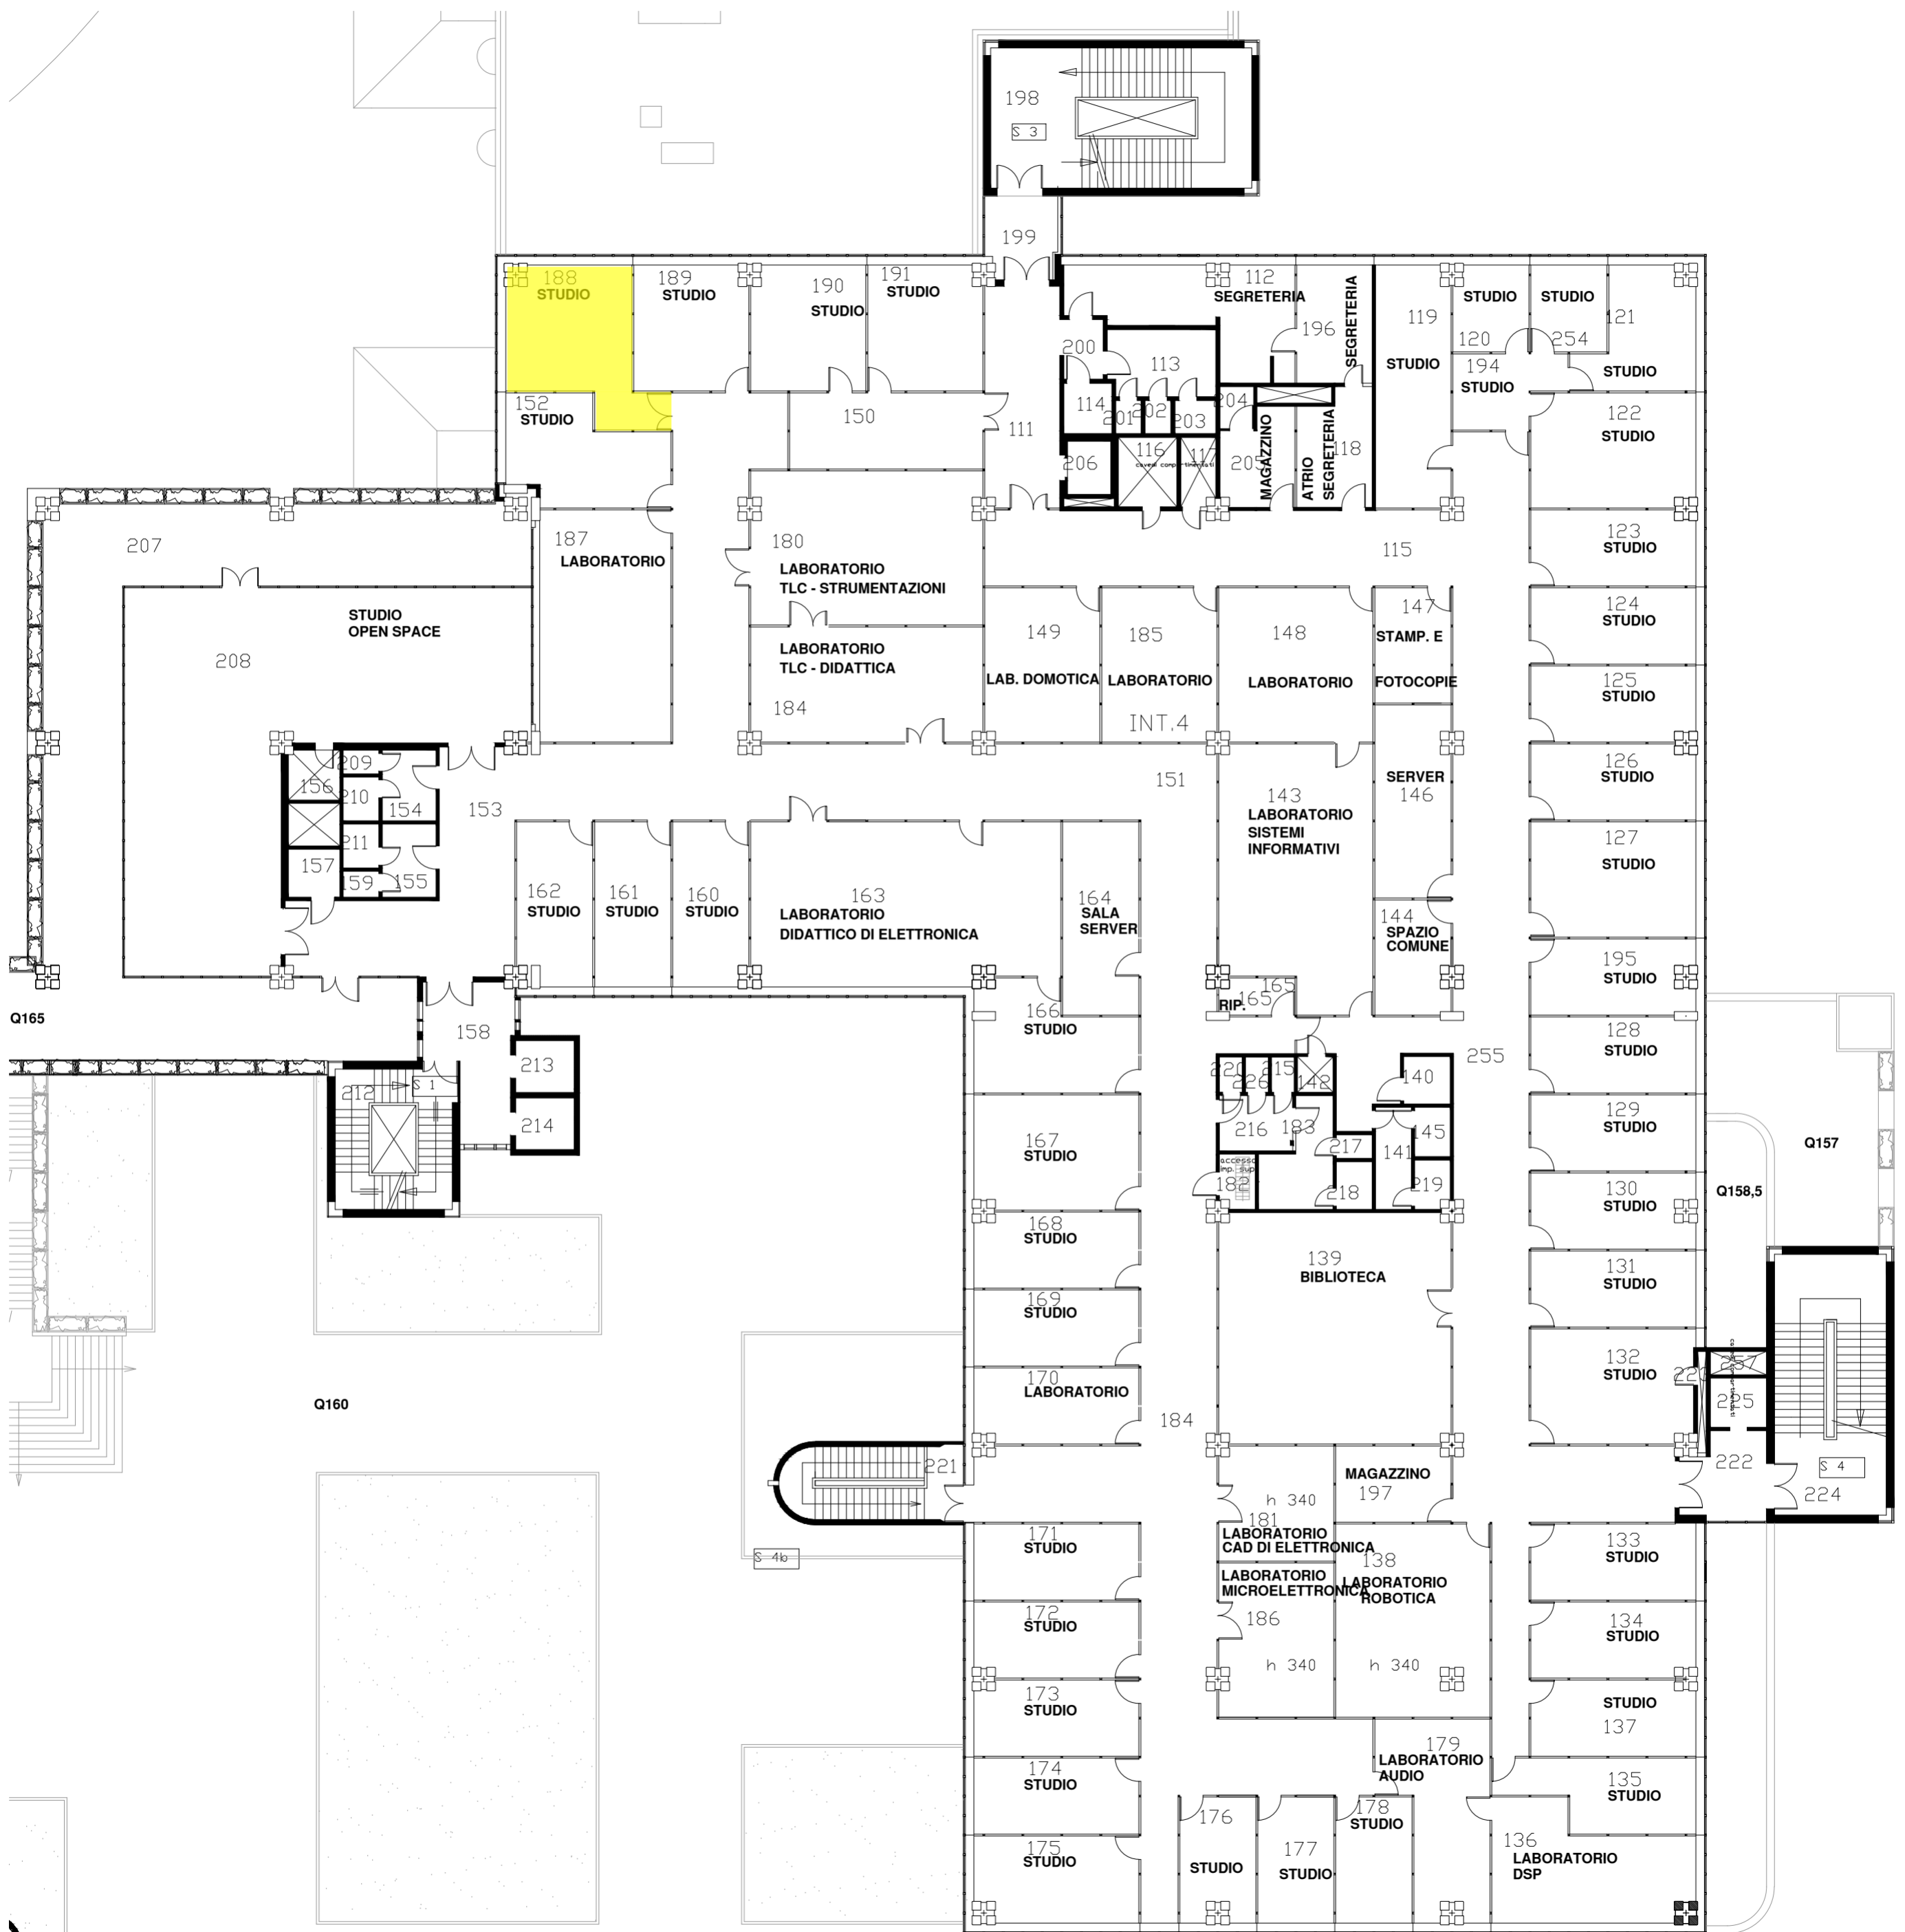 198
S 3
199
188
STUDIO
189
STUDIO
190
STUDIO
191
STUDIO
112
SEGRETERIA
196
SEGRETERIA
119
STUDIO
STUDIO
120
STUDIO
254
121
STUDIO
194
STUDIO
200
113
114
201
202
203
204
152
STUDIO
150
111
206
116
117
205
MAGAZZINO
ATRIO
SEGRETERIA
118
122
STUDIO
207
187
LABORATORIO
180
LABORATORIO
TLC - STRUMENTAZIONI
115
123
STUDIO
STUDIO
OPEN SPACE
208
LABORATORIO
TLC - DIDATTICA
184
149
LAB. DOMOTICA
185
LABORATORIO
INT.4
148
LABORATORIO
147
STAMP. E
FOTOCOPIE
124
STUDIO
125
STUDIO
156
209
210
154
153
151
143
LABORATORIO
SISTEMI
INFORMATIVI
SERVER
146
126
STUDIO
211
157
159
155
127
STUDIO
162
STUDIO
161
STUDIO
160
STUDIO
163
LABORATORIO
DIDATTICO DI ELETTRONICA
164
SALA
SERVER
144
SPAZIO
COMUNE
195
STUDIO
Q165
158
166
STUDIO
RIP.
165
165
255
128
STUDIO
213
212
S 1
214
220
226
215
142
140
129
STUDIO
Q157
167
STUDIO
216
183
217
141
145
182
218
219
130
STUDIO
Q158,5
168
STUDIO
139
BIBLIOTECA
131
STUDIO
169
STUDIO
132
STUDIO
225
170
LABORATORIO
Q160
184
221
MAGAZZINO
197
222
S 4
224
h 340
181
LABORATORIO
CAD DI ELETTRONICA
171
STUDIO
S 4b
138
LABORATORIO
ROBOTICA
133
STUDIO
LABORATORIO
MICROELETTRONICA
186
172
STUDIO
134
STUDIO
h 340
h 340
173
STUDIO
STUDIO
137
179
LABORATORIO
AUDIO
174
STUDIO
135
STUDIO
176
STUDIO
177
STUDIO
178
STUDIO
175
STUDIO
136
LABORATORIO
DSP